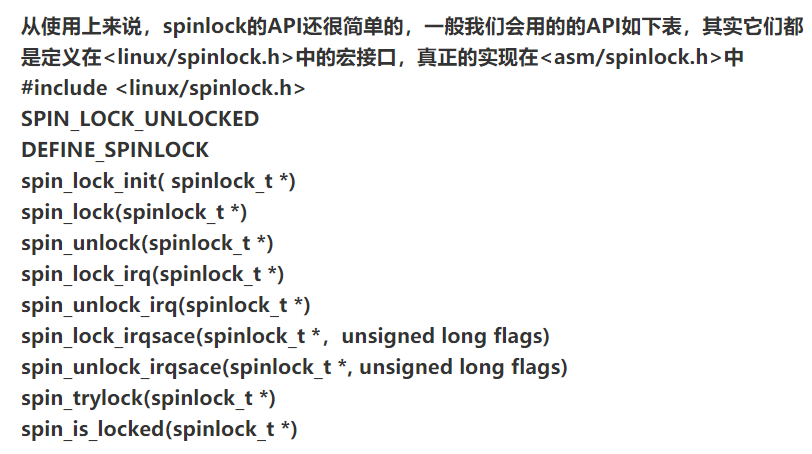 从使用上来说，spinlock的API还很简单的，一般我们会用的的API如下表，其实它们都
是定义在<linux/spinlock.h>中的宏接口，真正的实现在<asm/spinlock.h>中
#include <linux/spinlock.h>
SPIN_LOCK_UNLOCKED
DEFINE_SPINLOCK
spin_lock_init( spinlock_t *)
spin_lock(spinlock_t *)
spin_unlock(spinlock_t *)
spin_lock_irq(spinlock_t *)
spin_unlock_irq(spinlock_t *)
spin_lock_irqsace(spinlock_t *，unsigned long flags)
spin_unlock_irqsace(spinlock_t *, unsigned long flags)
spin_trylock(spinlock_t *)
spin_is_locked(spinlock_t *)